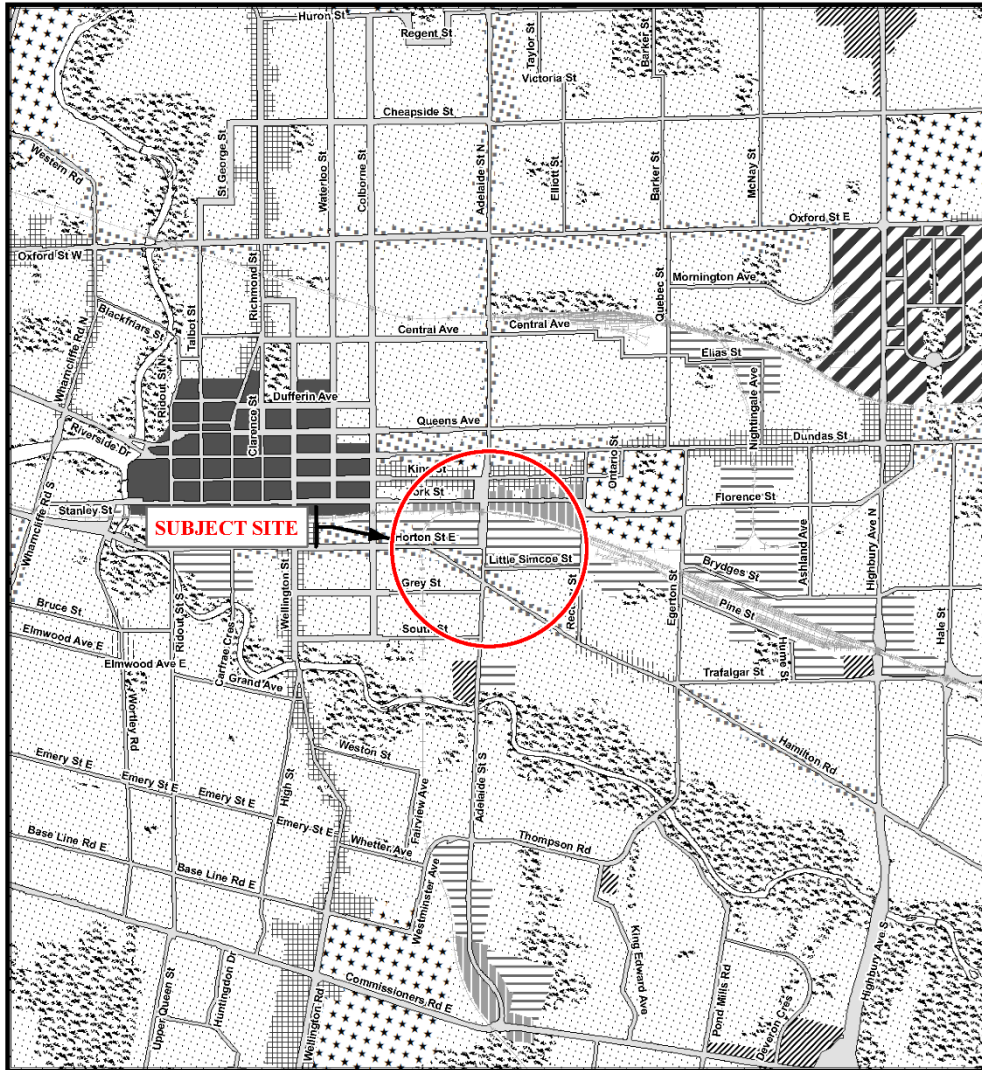 Huron St
Regent St
Taylor St
Barker St
Victoria St
Cheapside St
St George St
Western Rd
Waterloo St
Colborne St
Adelaide St N
Elliott St
Barker St
McNay St
Oxford St E
Oxford St W
Richmond St
Talbot St
Quebec St
Mornington Ave
Blackfriars St
Central Ave
Central Ave
Elias St
Wharncliffe Rd N
Ridout St N
Dufferin Ave
Nightingale Ave
Clarence St
Queens Ave
Dundas St
Riverside Dr
King St
Ontario St
York St
Florence St
Wharncliffe Rd S
Stanley St
SUBJECT SITE
Horton St E
Little Simcoe St
Ashland Ave
Highbury Ave N
Brydges St
Grey St
Wellington St
Egerton St
Pine St
Bruce St
Ridout St S
South St
Hale St
Elmwood Ave E
Carfrae Cres
Elmwood Ave E
Hume St
Trafalgar St
Grand Ave
Wortley Rd
Weston St
Hamilton Rd
Emery St E
Emery St E
Emery St E
High St
Fairview Ave
Adelaide St S
Emery St E
Whetter Ave
Thompson Rd
Base Line Rd E
Base Line Rd E
Westminster Ave
King Edward Ave
Commissioners Rd E
Huntingdon Dr
Upper Queen St
Wellington Rd
Pond Mills Rd
Deveron Cres
Highbury Ave S